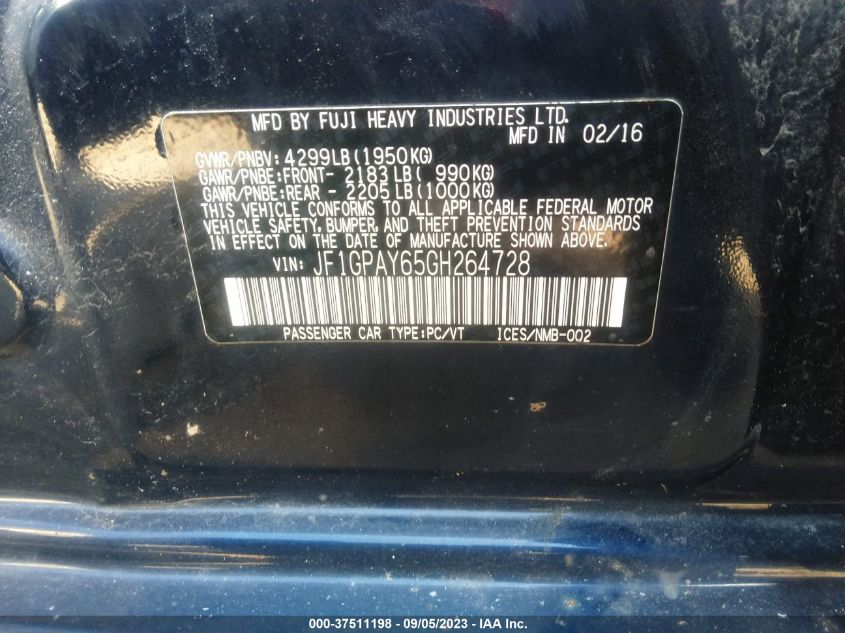 MFD BY FUJI HEAVY INDUSTRIES LTD.
MFD IN 02/16
GVWR/PNBV: 4299LB(1950KG)
GAWR/PNBE:FRONT- 2183LB( 990KG)
GAWR/PNBE:REAR - 2205LB(1000KG)
THIS VEHICLE CONFORMS TO ALL APPLICABLE FEDERAL MOTOR
VEHICLE SAFETY, BUMPER, AND THEFT PREVENTION STANDARDS
IN EFFECT ON THE DATE OF MANUFACTURE SHOWN ABOVE.
VIN: JF1GPAY65GH264728
PASSENGER CAR TYPE:PC/VT ICES/NMB-002
000-37511198 - 09/05/2023 - IAA Inc.